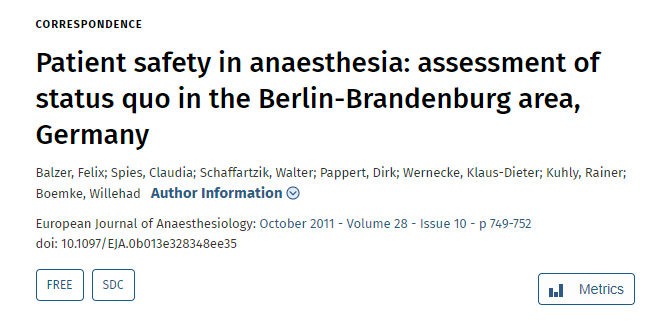 CORRESPONDENCE
Patient safety in anaesthesia: assessment of
status quo in the Berlin-Brandenburg area,
Germany
Balzer, Felix; Spies, Claudia; Schaffartzik, Walter; Pappert, Dirk; Wernecke, Klaus-Dieter; Kuhly, Rainer;
Boemke, Willehad Author Information
European Journal of Anaesthesiology: October 2011 - Volume 28 - Issue 10 - p 749-752
doi: 10.1097/EJA.0b013e328348ee35
FREE SDC Metrics